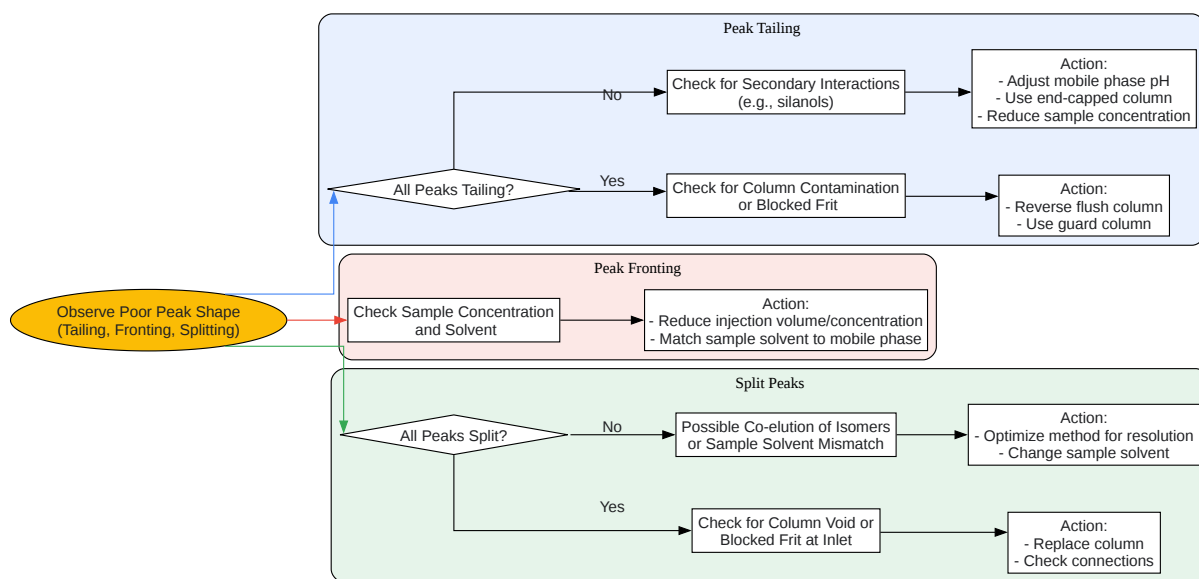 Peak Tailing
No
Check for Secondary Interactions
(e.g., silanols)
Action:
- Adjust mobile phase pH
- Use end-capped column
- Reduce sample concentration
All Peaks Tailing?
Yes
Check for Column Contamination
or Blocked Frit
Action:
- Reverse flush column
- Use guard column
Observe Poor Peak Shape
(Tailing, Fronting, Splitting)
Peak Fronting
Check Sample Concentration
and Solvent
Action:
- Reduce injection volume/concentration
- Match sample solvent to mobile phase
Split Peaks
All Peaks Split?
No
Possible Co-elution of Isomers
or Sample Solvent Mismatch
Action:
- Optimize method for resolution
- Change sample solvent
Yes
Check for Column Void or
Blocked Frit at Inlet
Action:
- Replace column
- Check connections